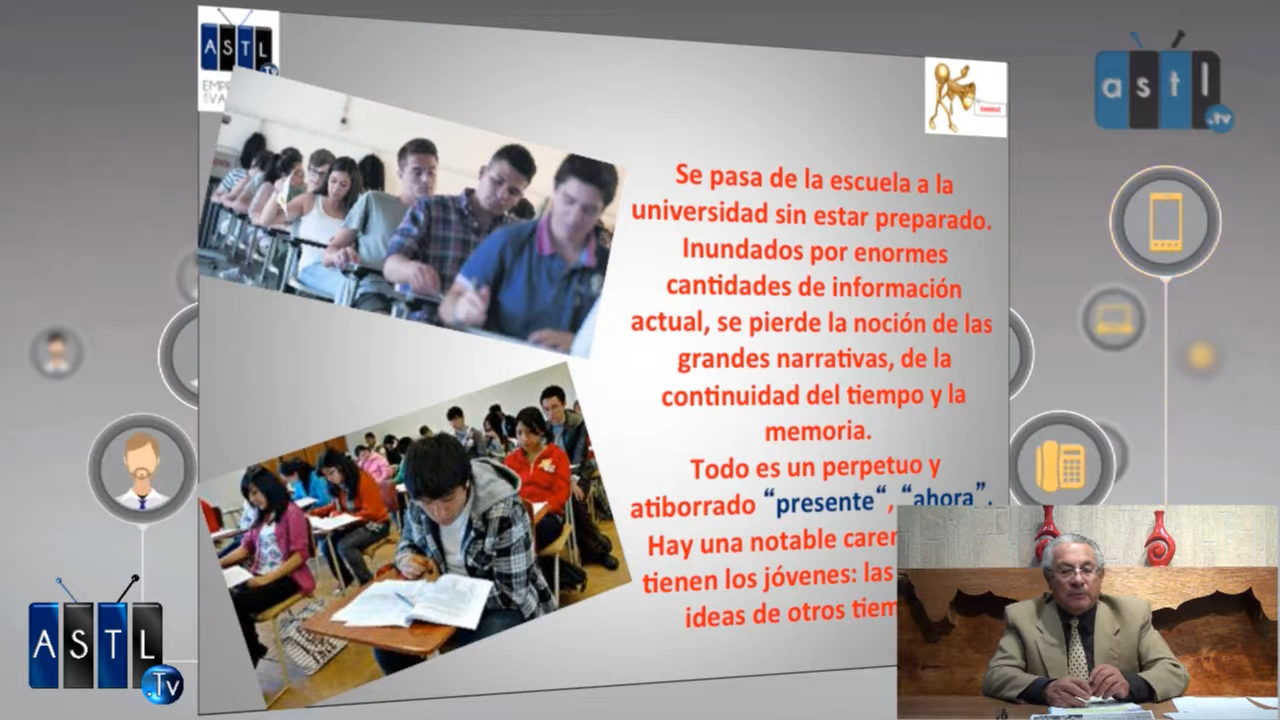 ASTL
Tv
EMP
VA
astl
.tv
Se pasa de la escuela a la
universidad sin estar preparado.
Inundados por enormes
cantidades de información
actual, se pierde la noción de las
grandes narrativas, de la
continuidad del tiempo y la
memoria.
Todo es un perpetuo y
atiborrado “presente“, “ahora”.
Hay una notable caren
tienen los jóvenes: las
ideas de otros tiem
ASTL
.Tv